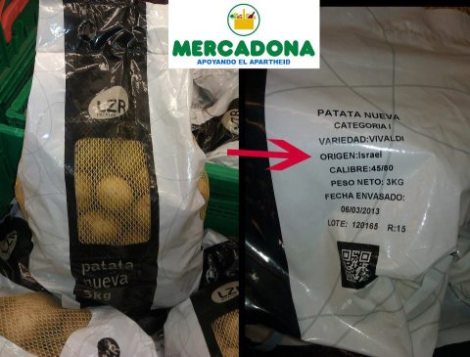 MERCADONA
APOYANDO EL APARTHEID
LZR
patata
nueva
3kg
PATATA NUEVA
CATEGORIA I
VARIEDAD:VIVALDI
ORIGEN:Israel
CALIBRE:45/80
PESO NETO: 3KG
FECHA ENVASADO:
06/03/2013
LOTE: 120165 R:15
LZR